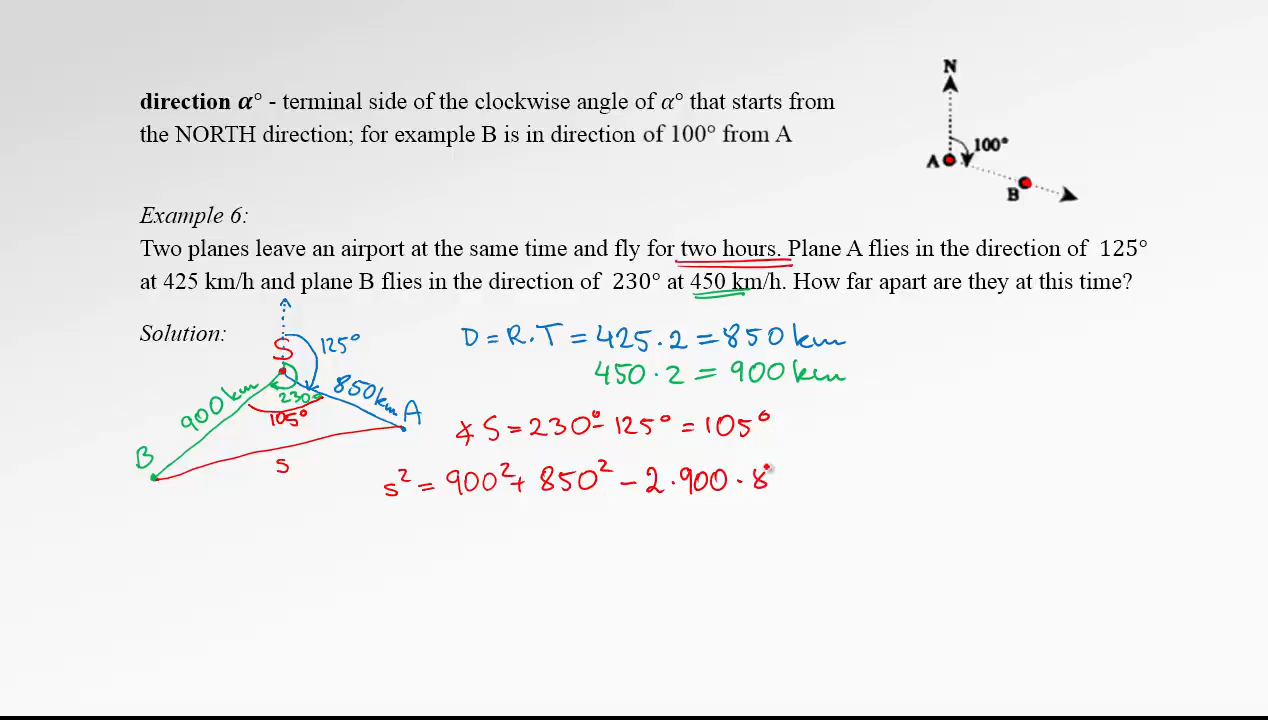 direction α° - terminal side of the clockwise angle of α° that starts from
the NORTH direction; for example B is in direction of 100° from A
N
100°
A
B
Example 6:
Two planes leave an airport at the same time and fly for two hours. Plane A flies in the direction of 125°
at 425 km/h and plane B flies in the direction of 230° at 450 km/h. How far apart are they at this time?
Solution:
S
125°
900km
230°
850km
A
105°
B
s
D = R.T = 425 . 2 = 850 km
450 . 2 = 900 km
∡ S = 230° - 125° = 105°
s² = 900² + 850² - 2 . 900 . 8